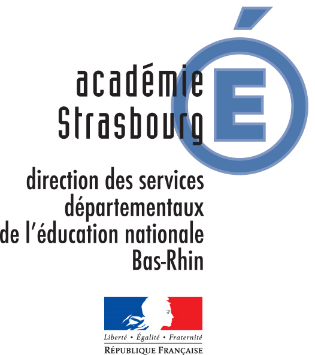 académie
Strasbourg
É
direction des services
départementaux
de l'éducation nationale
Bas-Rhin
Liberté • Égalité • Fraternité
RÉPUBLIQUE FRANÇAISE